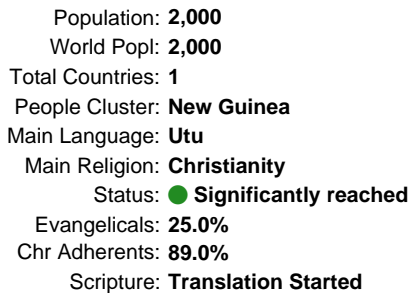 Population: 2,000
World Popl: 2,000
Total Countries: 1
People Cluster: New Guinea
Main Language: Utu
Main Religion: Christianity
Status: Significantly reached
Evangelicals: 25.0%
Chr Adherents: 89.0%
Scripture: Translation Started